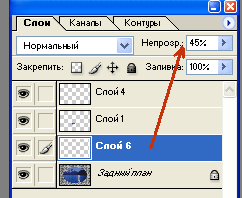 Слои Каналы Контуры
Нормальный Непрозр.: 45%
Закрепить: Заливка: 100%
Слой 4
Слой 1
Слой 6
Задний план